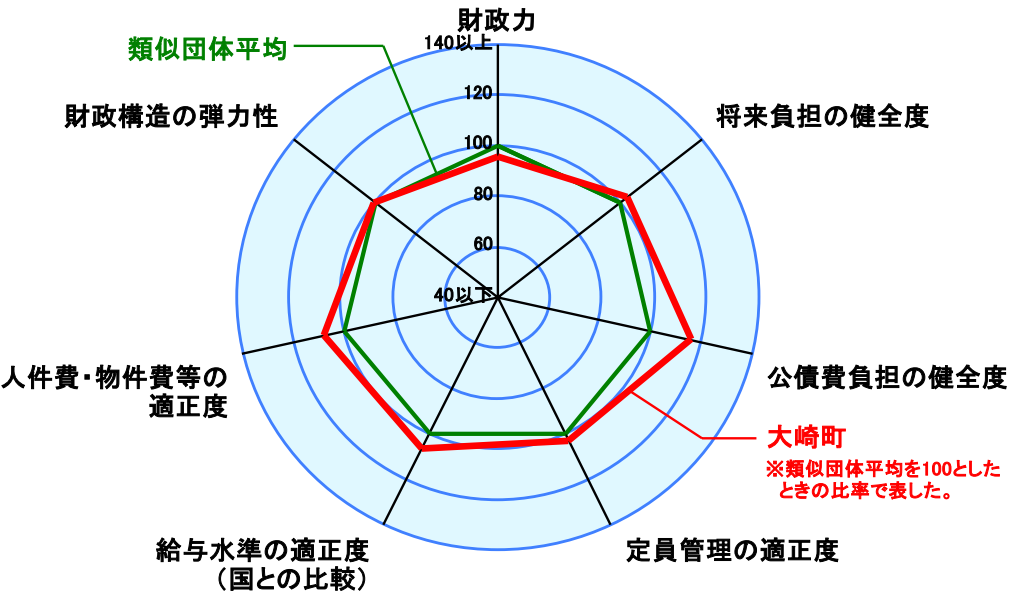 財政力
140以上
類似団体平均
120
財政構造の弾力性
将来負担の健全度
100
80
60
40以下
人件費・物件費等の
適正度
公債費負担の健全度
大崎町
※類似団体平均を100とした
ときの比率で表した。
給与水準の適正度
（国との比較）
定員管理の適正度